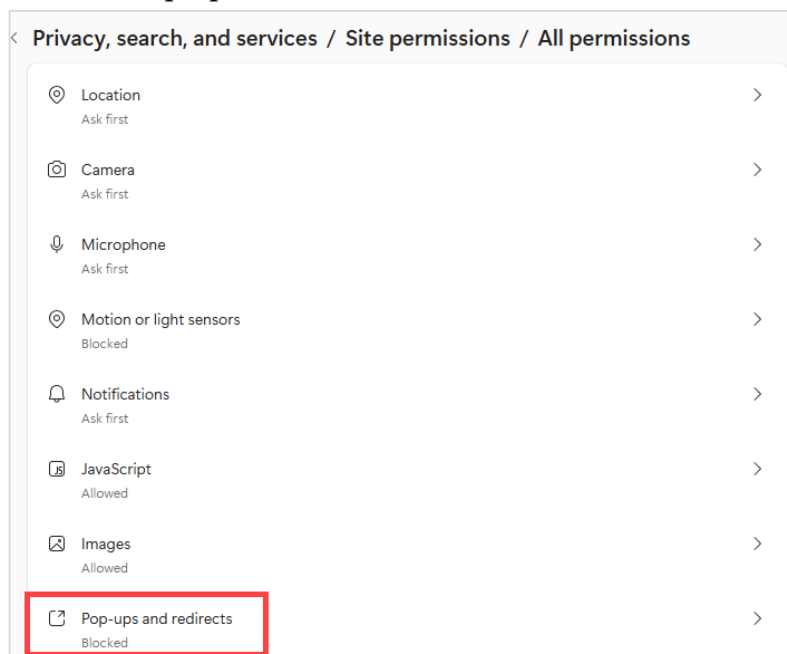 Privacy, search, and services / Site permissions / All permissions
Location
Ask first
Camera
Ask first
Microphone
Ask first
Motion or light sensors
Blocked
Notifications
Ask first
JS JavaScript
Allowed
Images
Allowed
Pop-ups and redirects
Blocked